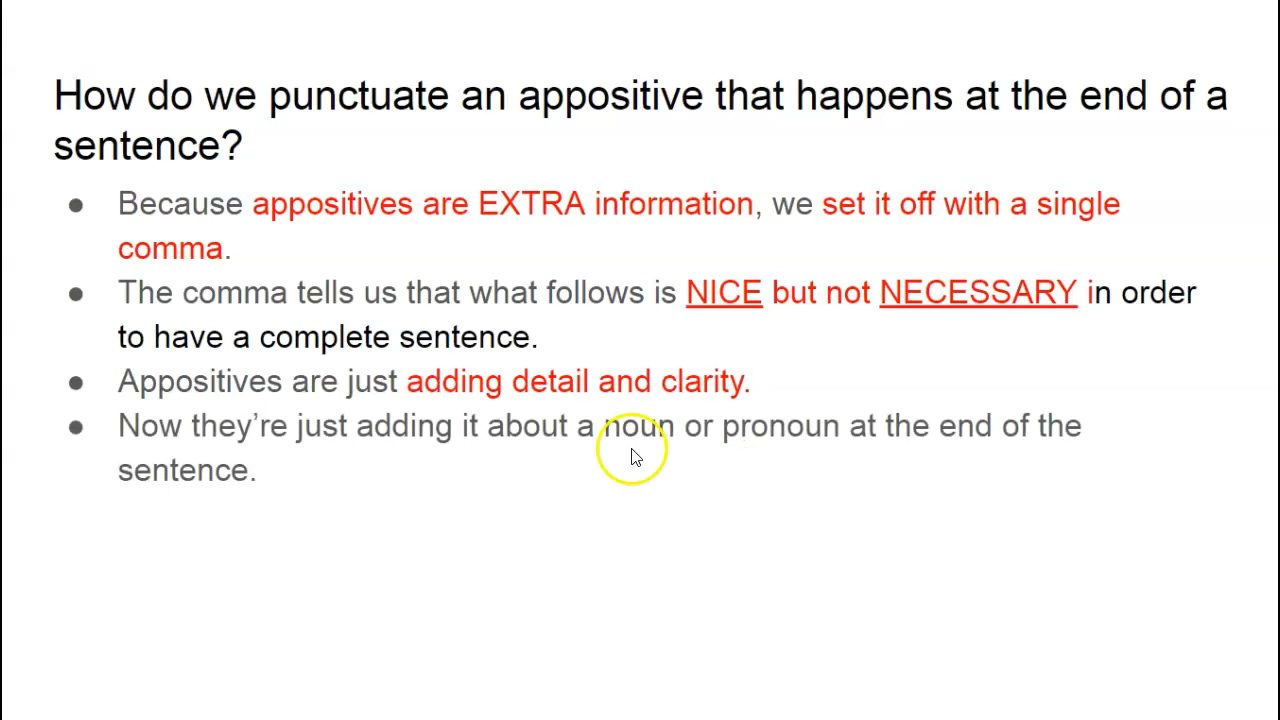 How do we punctuate an appositive that happens at the end of a
sentence?
● Because appositives are EXTRA information, we set it off with a single
comma.
● The comma tells us that what follows is NICE but not NECESSARY in order
to have a complete sentence.
● Appositives are just adding detail and clarity.
● Now they’re just adding it about a noun or pronoun at the end of the
sentence.